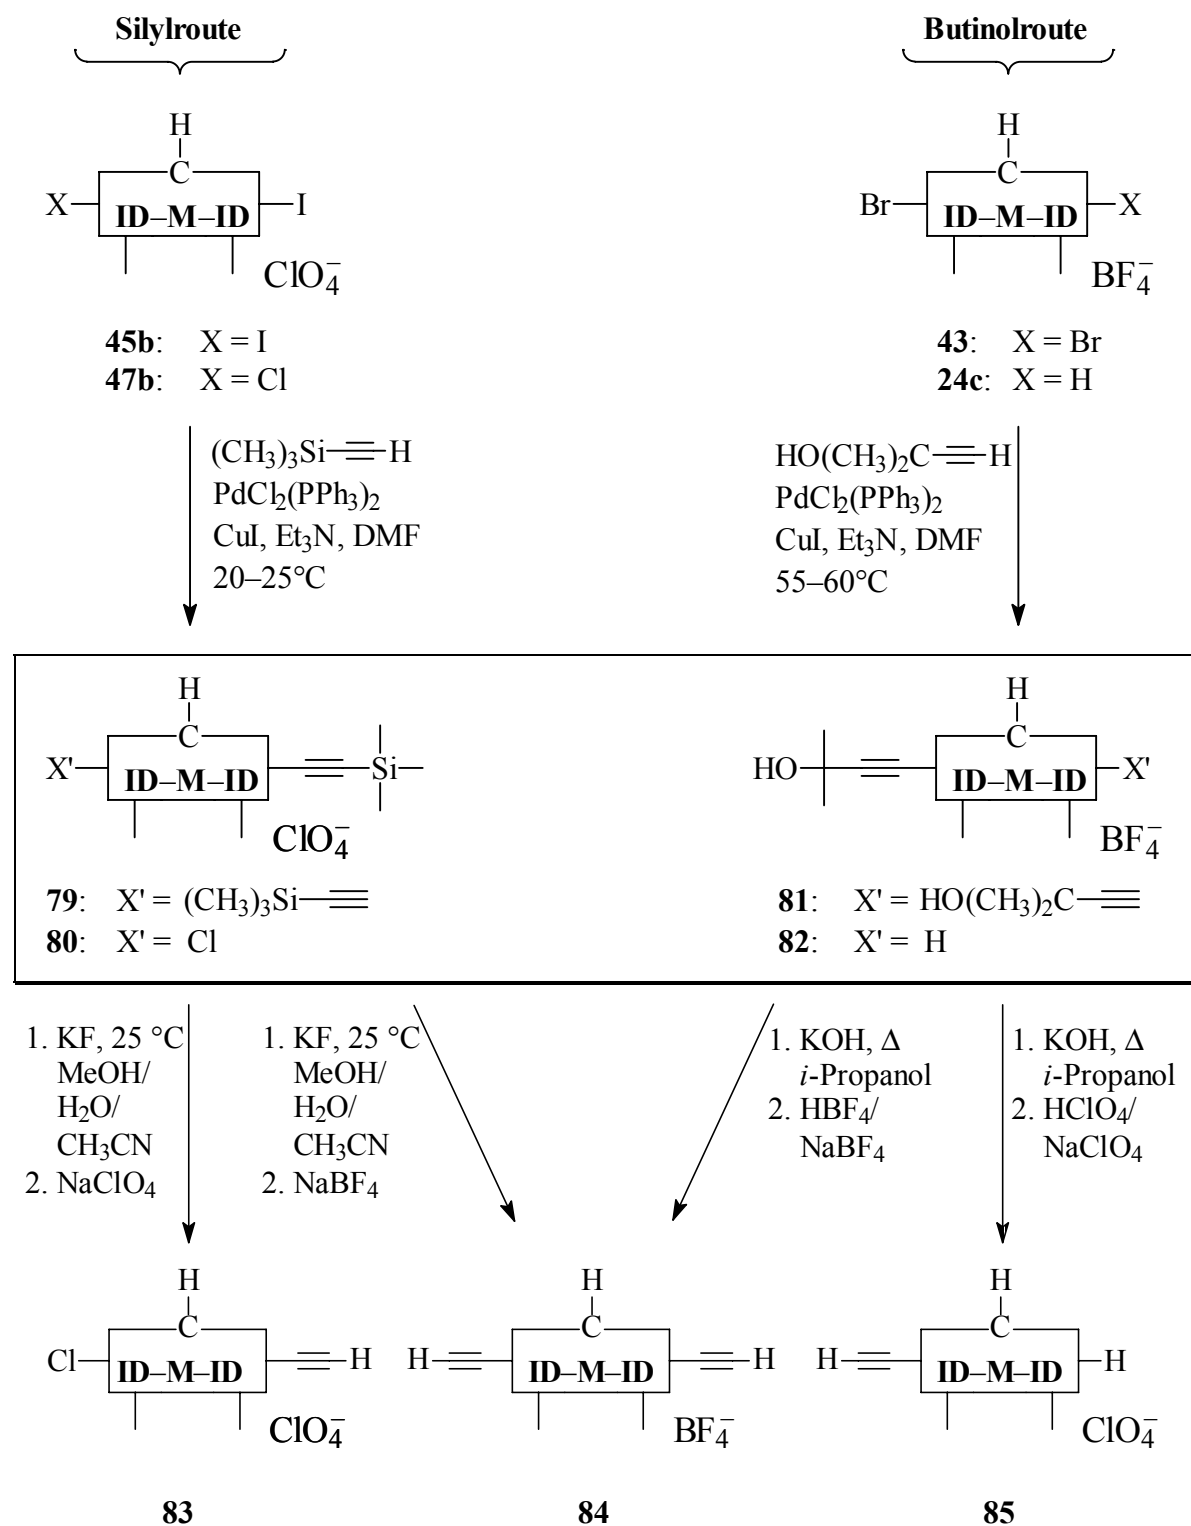 Silylroute
Butinolroute
H
C
X
ID–M–ID
I
ClO₄⁻
H
C
Br
ID–M–ID
X
BF₄⁻
45b: X = I
47b: X = Cl
43: X = Br
24c: X = H
(CH₃)₃Si≡H
PdCl₂(PPh₃)₂
CuI, Et₃N, DMF
20–25°C
HO(CH₃)₂C≡H
PdCl₂(PPh₃)₂
CuI, Et₃N, DMF
55–60°C
H
C
X'
ID–M–ID
Si
ClO₄⁻
H
C
HO
ID–M–ID
X'
BF₄⁻
79: X' = (CH₃)₃Si≡
80: X' = Cl
81: X' = HO(CH₃)₂C≡
82: X' = H
1. KF, 25 °C
MeOH/
H₂O/
CH₃CN
2. NaClO₄
1. KF, 25 °C
MeOH/
H₂O/
CH₃CN
2. NaBF₄
1. KOH, Δ
i-Propanol
2. HBF₄/
NaBF₄
1. KOH, Δ
i-Propanol
2. HClO₄/
NaClO₄
H
C
Cl
ID–M–ID
H
ClO₄⁻
H
C
H
ID–M–ID
H
BF₄⁻
H
C
H
ID–M–ID
H
ClO₄⁻
83
84
85